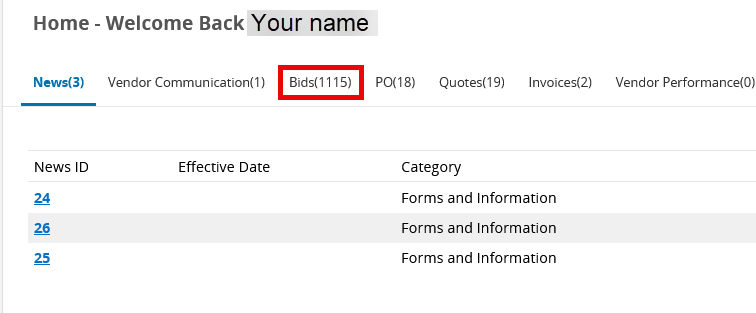 Home - Welcome Back Your name
News(3) Vendor Communication(1) Bids(1115) PO(18) Quotes(19) Invoices(2) Vendor Performance(0)
News ID Effective Date Category
24 Forms and Information
26 Forms and Information
25 Forms and Information